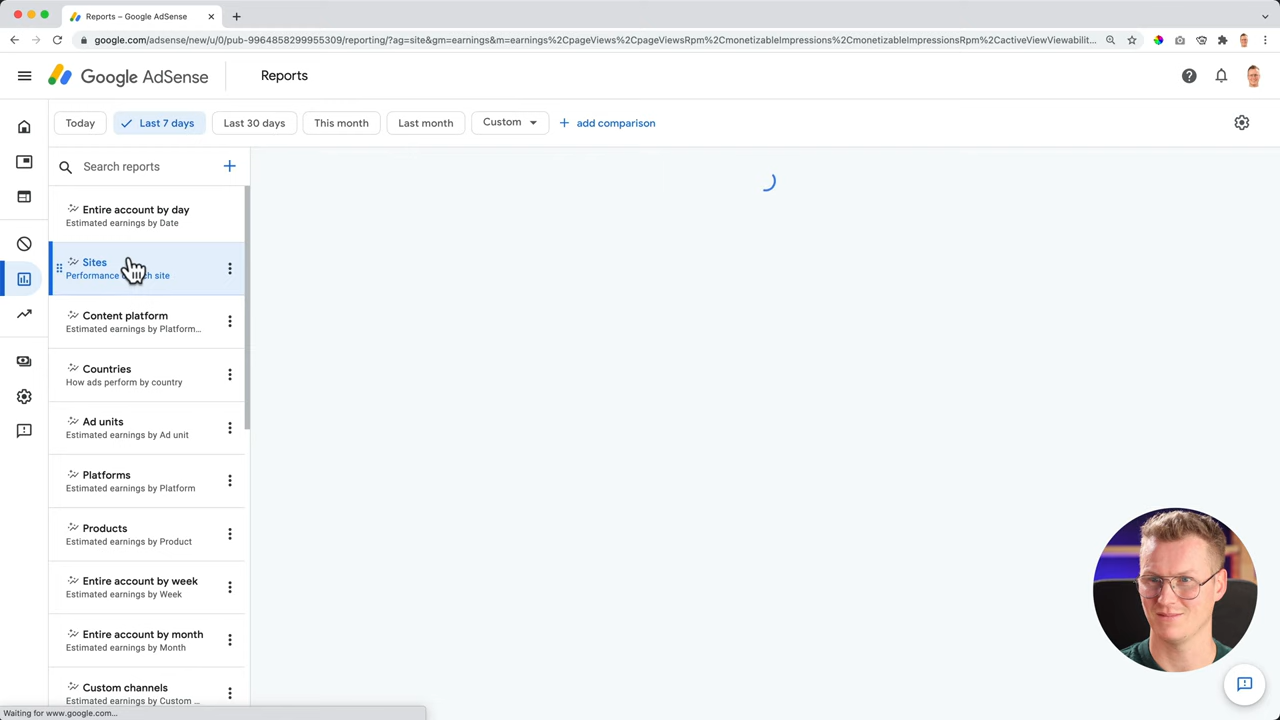 Reports – Google AdSense
google.com/adsense/new/u/0/pub-9964858299955309/reporting/?ag=site&gm=earnings&m=earnings%2CpageViews%2CpageViewsRpm%2CmonetizableImpressions%2CmonetizableImpressionsRpm%2CactiveViewViewabilit...
Google AdSense
Reports
Today
Last 7 days
Last 30 days
This month
Last month
Custom
add comparison
Search reports
Entire account by day
Estimated earnings by Date
Sites
Performance
site
Content platform
Estimated earnings by Platform...
Countries
How ads perform by country
Ad units
Estimated earnings by Ad unit
Platforms
Estimated earnings by Platform
Products
Estimated earnings by Product
Entire account by week
Estimated earnings by Week
Entire account by month
Estimated earnings by Month
Custom channels
Estimated earnings by Custom ...
Waiting for www.google.com...